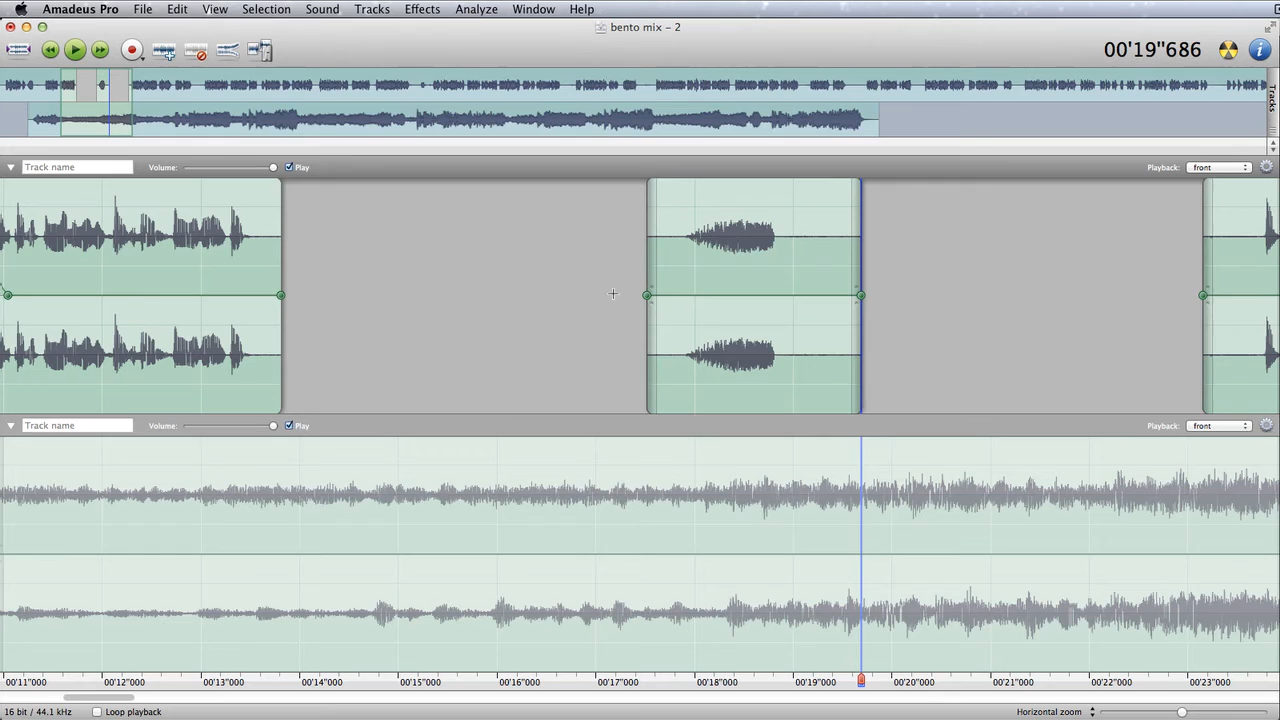 Amadeus Pro File Edit View Selection Sound Tracks Effects Analyze Window Help
bento mix – 2
00'19"686
Tracks
Track name Volume: Play Playback: front
Track name Volume: Play Playback: front
00'11"000 00'12"000 00'13"000 00'14"000 00'15"000 00'16"000 00'17"000 00'18"000 00'19"000 00'20"000 00'21"000 00'22"000 00'23"000
16 bit / 44.1 kHz Loop playback Horizontal zoom